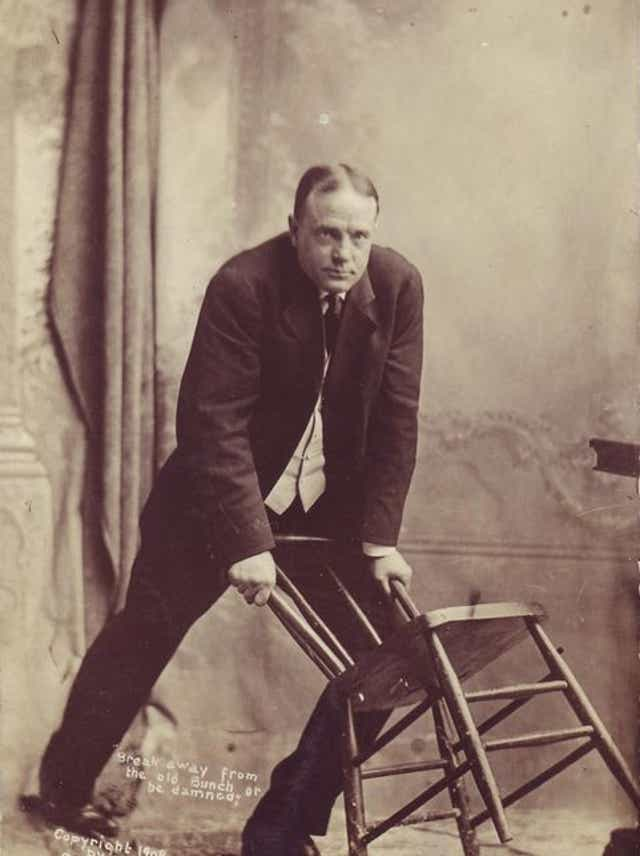 "Break away from
the old Bunch or
be damned"
Copyright 1908